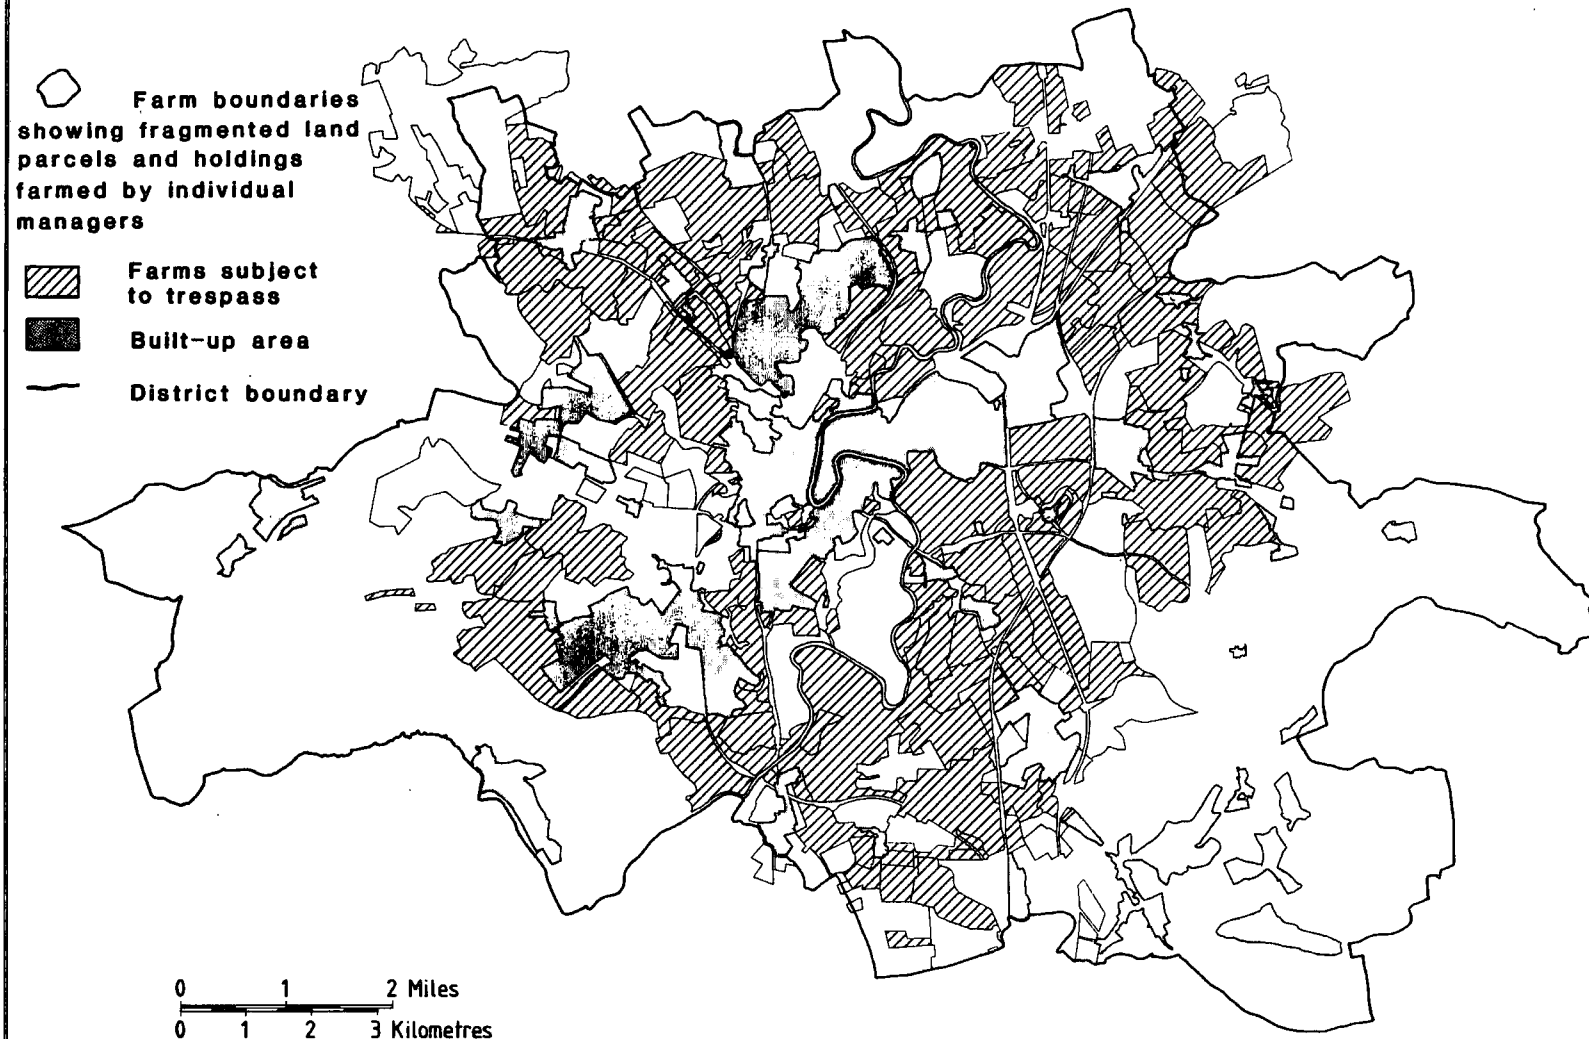 Farm boundaries
showing fragmented land
parcels and holdings
farmed by individual
managers
Farms subject
to trespass
Built-up area
District boundary
0 1 2 Miles
0 1 2 3 Kilometres